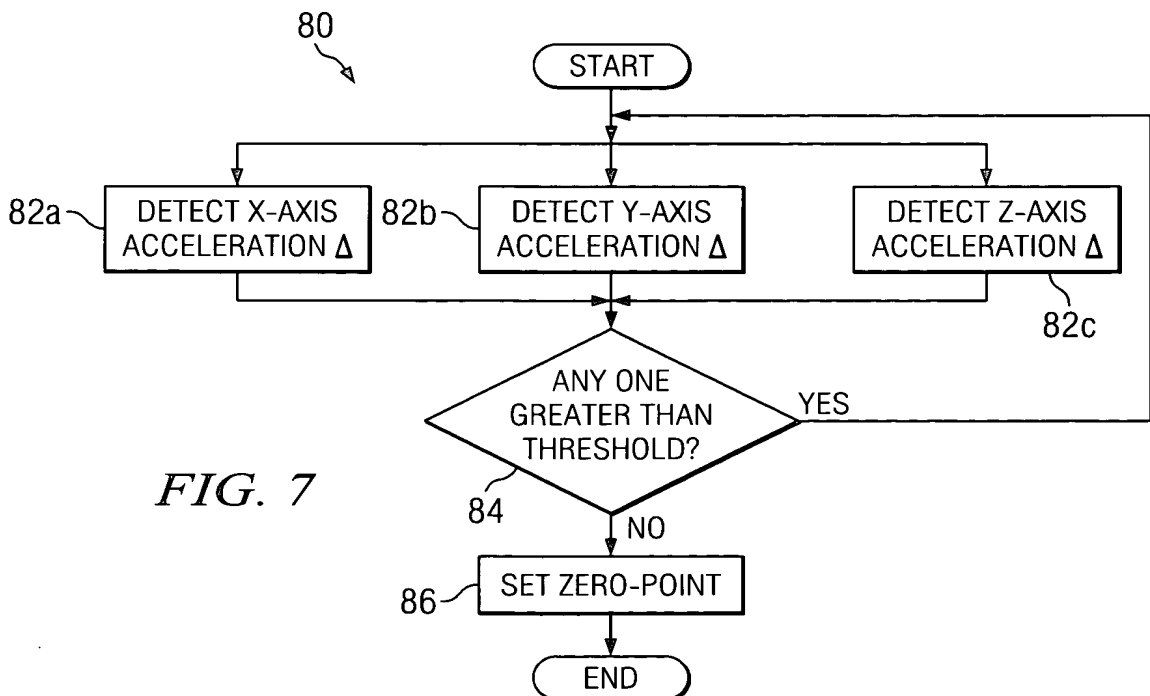 80
START
82a
DETECT X-AXIS
ACCELERATION Δ
82b
DETECT Y-AXIS
ACCELERATION Δ
DETECT Z-AXIS
ACCELERATION Δ
82c
ANY ONE
GREATER THAN
THRESHOLD?
YES
84
FIG. 7
NO
86
SET ZERO-POINT
END